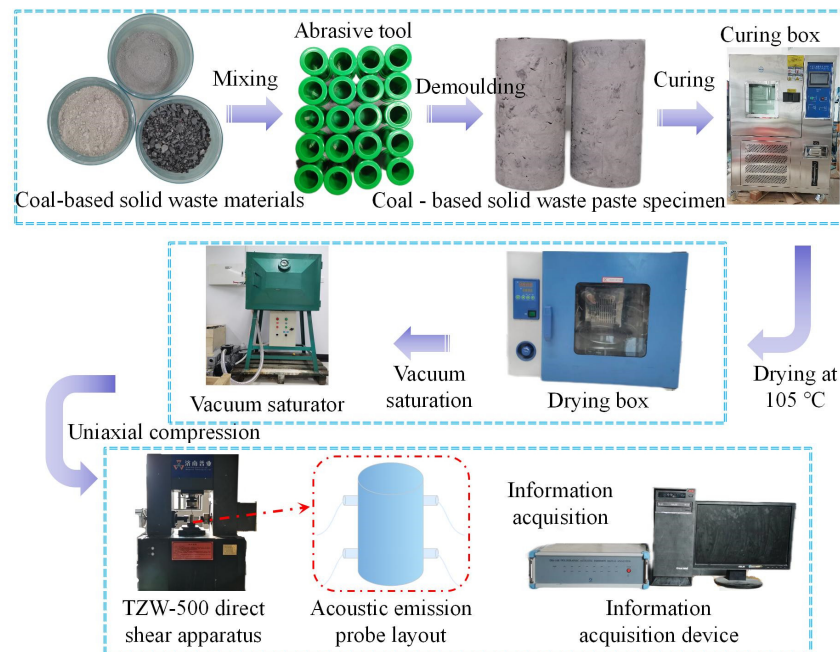 Abrasive tool
Curing box
Mixing
Demoulding
Curing
Coal-based solid waste materials
Coal - based solid waste paste specimen
Drying at
105 ℃
Vacuum
saturation
Vacuum saturator
Drying box
Uniaxial compression
Information
acquisition
TZW-500 direct
shear apparatus
Acoustic emission
probe layout
Information
acquisition device